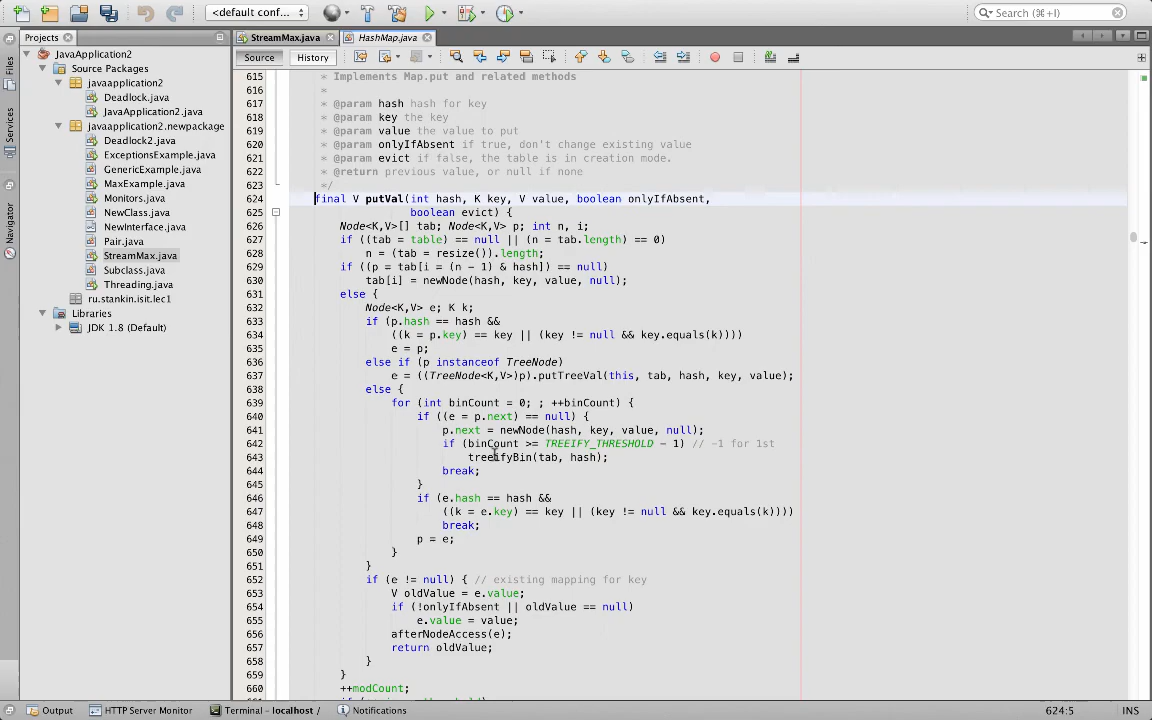 <default conf...
Search (⌘+I)
Projects
StreamMax.java
HashMap.java
Files
Services
Navigator
Source
History
JavaApplication2
Source Packages
javaapplication2
Deadlock.java
JavaApplication2.java
javaapplication2.newpackage
Deadlock2.java
ExceptionsExample.java
GenericExample.java
MaxExample.java
Monitors.java
NewClass.java
NewInterface.java
Pair.java
StreamMax.java
Subclass.java
Threading.java
ru.stankin.isit.lec1
Libraries
JDK 1.8 (Default)
615 * Implements Map.put and related methods
616 *
617 * @param hash hash for key
618 * @param key the key
619 * @param value the value to put
620 * @param onlyIfAbsent if true, don't change existing value
621 * @param evict if false, the table is in creation mode.
622 * @return previous value, or null if none
623 */
624 final V putVal(int hash, K key, V value, boolean onlyIfAbsent,
625 boolean evict) {
626 Node<K,V>[] tab; Node<K,V> p; int n, i;
627 if ((tab = table) == null || (n = tab.length) == 0)
628 n = (tab = resize()).length;
629 if ((p = tab[i = (n - 1) & hash]) == null)
630 tab[i] = newNode(hash, key, value, null);
631 else {
632 Node<K,V> e; K k;
633 if (p.hash == hash &&
634 ((k = p.key) == key || (key != null && key.equals(k))))
635 e = p;
636 else if (p instanceof TreeNode)
637 e = ((TreeNode<K,V>)p).putTreeVal(this, tab, hash, key, value);
638 else {
639 for (int binCount = 0; ; ++binCount) {
640 if ((e = p.next) == null) {
641 p.next = newNode(hash, key, value, null);
642 if (binCount >= TREEIFY_THRESHOLD - 1) // -1 for 1st
643 treeifyBin(tab, hash);
644 break;
645 }
646 if (e.hash == hash &&
647 ((k = e.key) == key || (key != null && key.equals(k))))
648 break;
649 p = e;
650 }
651 }
652 if (e != null) { // existing mapping for key
653 V oldValue = e.value;
654 if (!onlyIfAbsent || oldValue == null)
655 e.value = value;
656 afterNodeAccess(e);
657 return oldValue;
658 }
659 }
660 ++modCount;
Output
HTTP Server Monitor
Terminal - localhost /
Notifications
624:5
INS